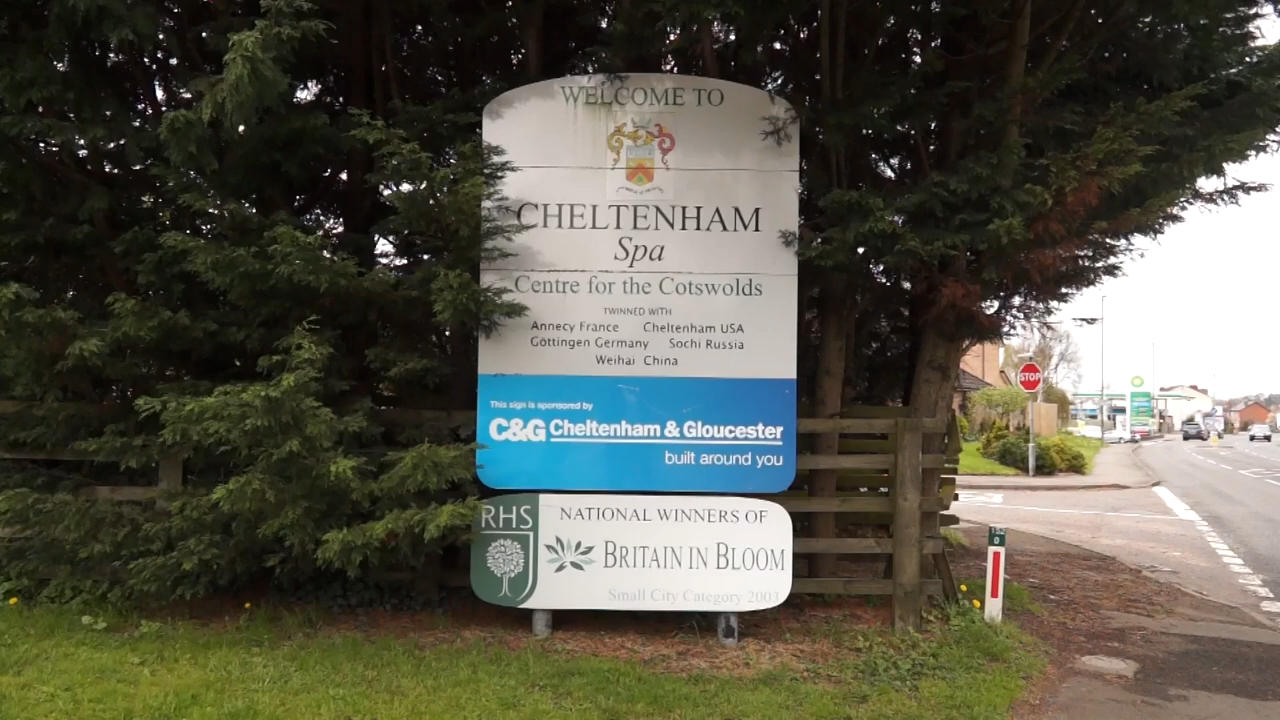 WELCOME TO
CHELTENHAM
Spa
Centre for the Cotswolds
TWINNED WITH
Annecy France Cheltenham USA
Göttingen Germany Sochi Russia
Weihai China
This sign is sponsored by
C&G Cheltenham & Gloucester
built around you
RHS
NATIONAL WINNERS OF
BRITAIN IN BLOOM
Small City Category 2003
STOP